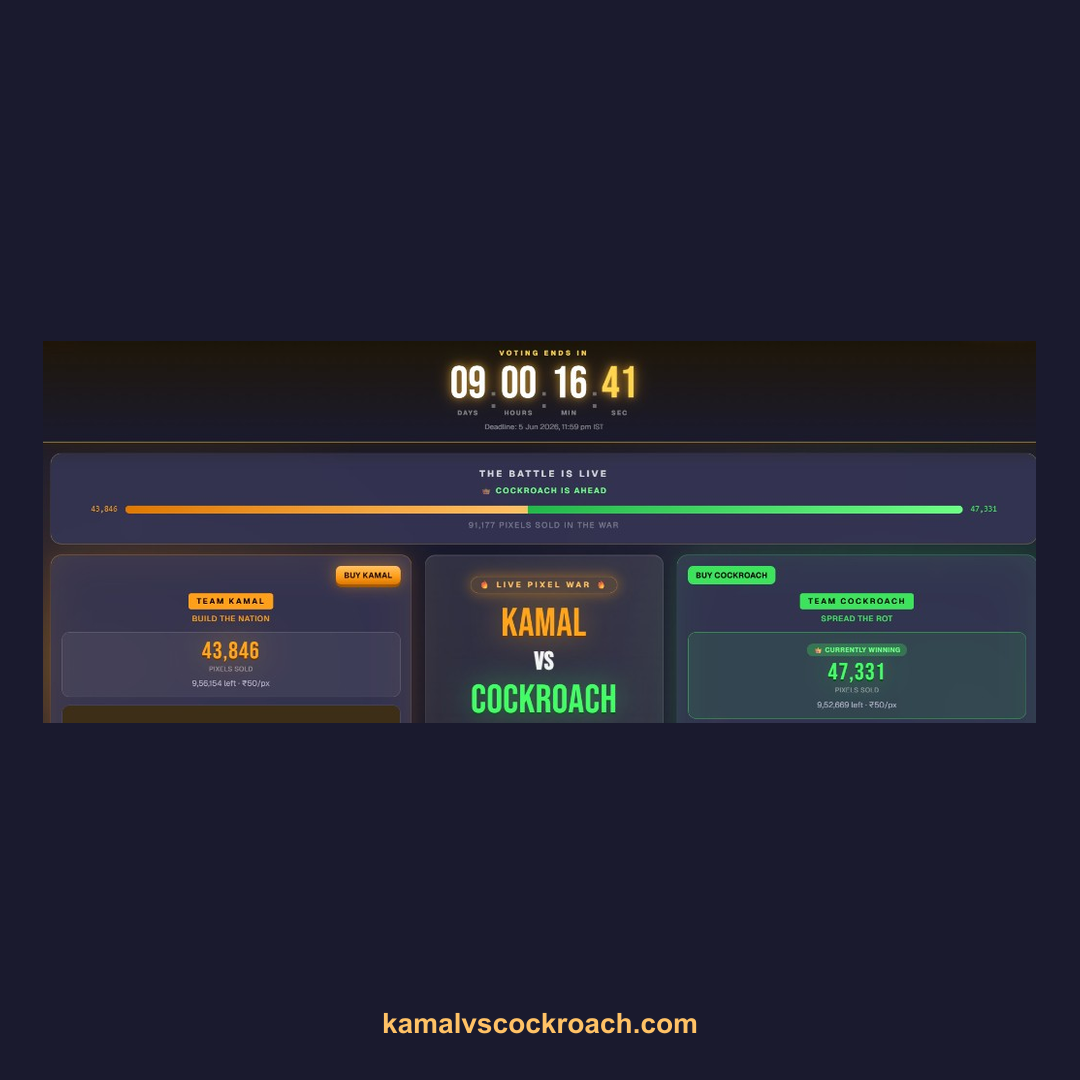 VOTING ENDS IN
09 : 00 : 16 : 41
DAYS HOURS MIN SEC
Deadline: 5 Jun 2026, 11:59 pm IST
THE BATTLE IS LIVE
COCKROACH IS AHEAD
43,846 47,331
91,177 PIXELS SOLD IN THE WAR
BUY KAMAL
TEAM KAMAL
BUILD THE NATION
43,846
PIXELS SOLD
9,56,154 left · ₹50/px
LIVE PIXEL WAR
KAMAL
VS
COCKROACH
BUY COCKROACH
TEAM COCKROACH
SPREAD THE ROT
CURRENTLY WINNING
47,331
PIXELS SOLD
9,52,669 left · ₹50/px
kamalvscockroach.com